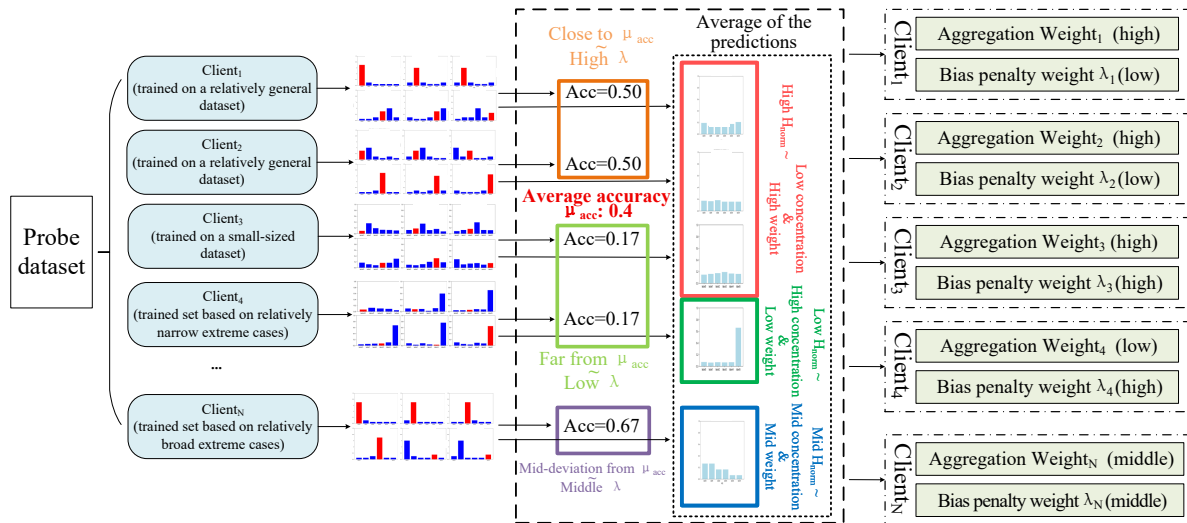 Probe
dataset
Client1
(trained on a relatively general
dataset)
Client2
(trained on a relatively general
dataset)
Client3
(trained on a small-sized
dataset)
Client4
(trained set based on relatively
narrow extreme cases)
...
ClientN
(trained set based on relatively
broad extreme cases)
Close to μacc
~
High λ
Acc=0.50
Acc=0.50
Average accuracy
μacc: 0.4
Acc=0.17
Acc=0.17
Far from μacc
~
Low λ
Acc=0.67
Mid-deviation from μacc
~
Middle λ
Average of the
predictions
High Hnorm ~
Low concentration
&
High weight
Low Hnorm ~
High concentration
&
Low weight
Mid Hnorm ~
Mid concentration
&
Mid weight
Client1
Aggregation Weight1 (high)
Bias penalty weight λ1(low)
Client2
Aggregation Weight2 (high)
Bias penalty weight λ2(low)
Client3
Aggregation Weight3 (high)
Bias penalty weight λ3(high)
Client4
Aggregation Weight4 (low)
Bias penalty weight λ4(high)
ClientN
Aggregation WeightN (middle)
Bias penalty weight λN(middle)